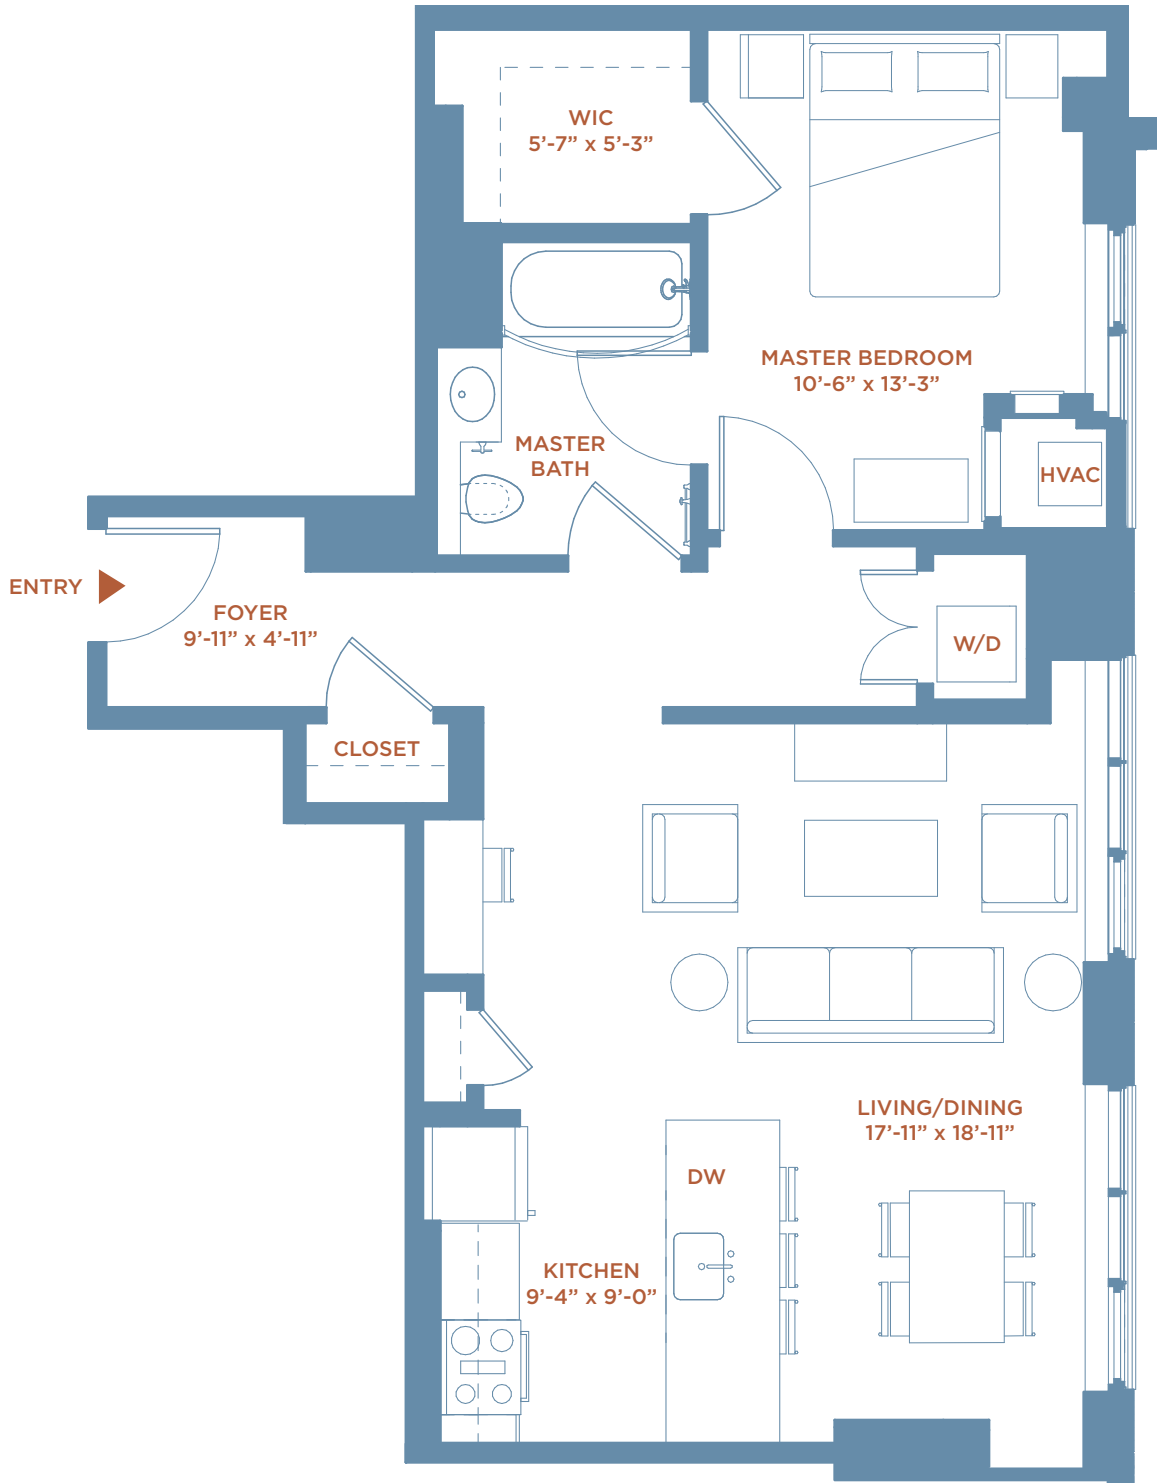 WIC
5’-7” x 5’-3”
MASTER BEDROOM
10’-6” x 13’-3”
MASTER
BATH
HVAC
ENTRY
FOYER
9’-11” x 4’-11”
W/D
CLOSET
LIVING/DINING
17’-11” x 18’-11”
DW
KITCHEN
9’-4” x 9’-0”